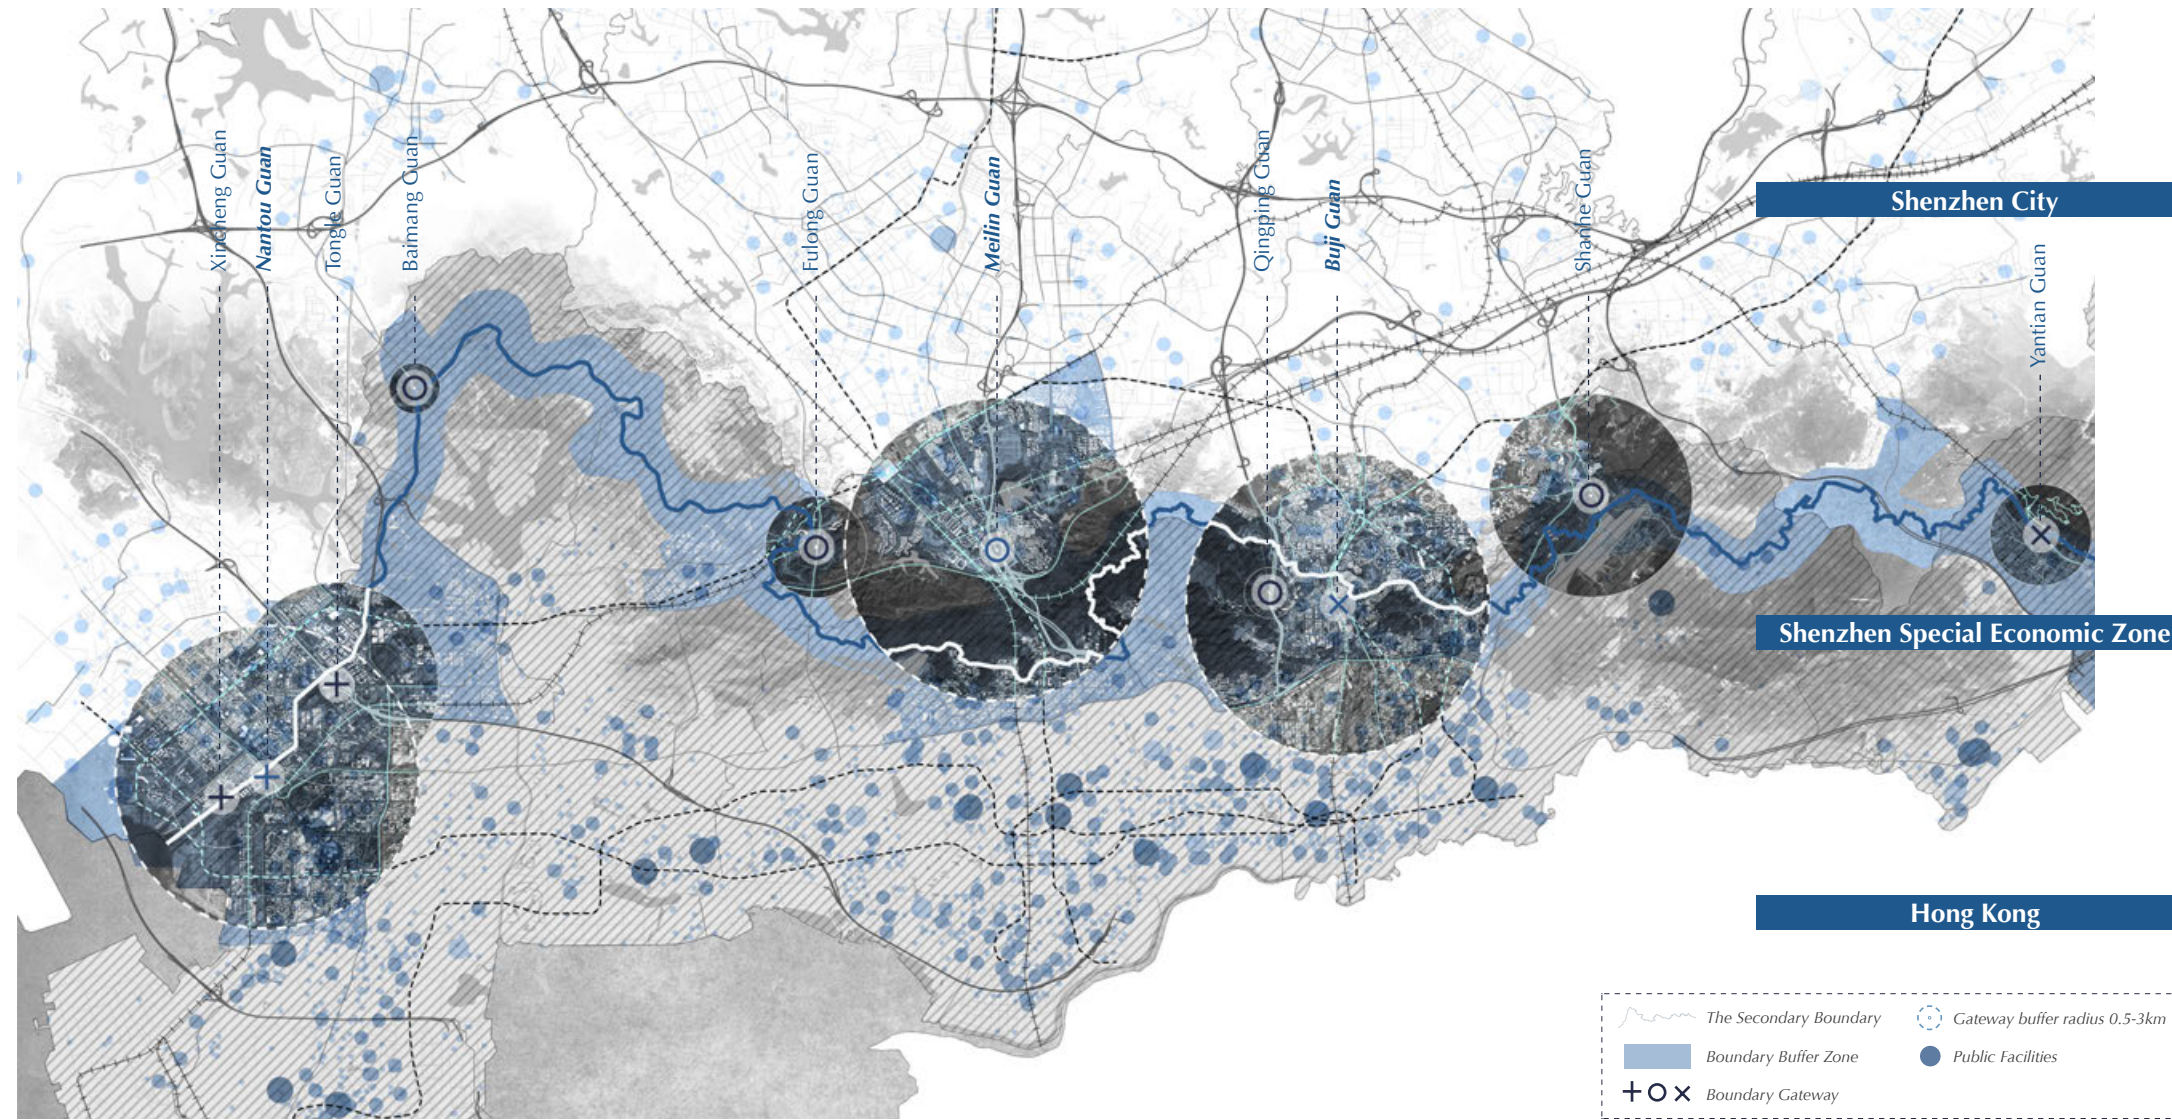 Xincheng Guan
Nantou Guan
Tongle Guan
Baimang Guan
Fulong Guan
Meilin Guan
Qingping Guan
Buji Guan
Shanhe Guan
Yantian Guan
Shenzhen City
Shenzhen Special Economic Zone
Hong Kong
The Secondary Boundary
Gateway buffer radius 0.5-3km
Boundary Buffer Zone
Public Facilities
Boundary Gateway